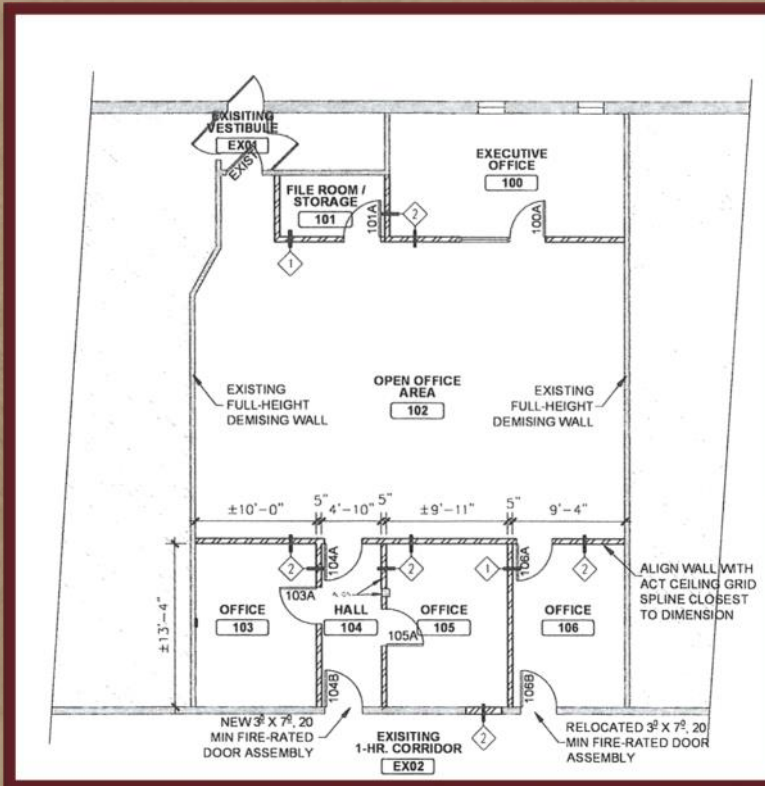 EXISITING
VESTIBULE
EX01
EXIST
FILE ROOM /
STORAGE
101
101A
2
EXECUTIVE
OFFICE
100
100A
1
EXISTING
FULL-HEIGHT
DEMISING WALL
OPEN OFFICE
AREA
102
EXISTING
FULL-HEIGHT
DEMISING WALL
±10'-0"
5"
4'-10"
5"
±9'-11"
5"
9'-4"
±13'-4"
2
2
104A
2
1
106A
2
ALIGN WALL WITH
ACT CEILING GRID
SPLINE CLOSEST
TO DIMENSION
103A
OFFICE
103
HALL
104
OFFICE
105
105A
OFFICE
106
104B
106B
NEW 3⁰ X 7⁰, 20
MIN FIRE-RATED
DOOR ASSEMBLY
EXISITING
1-HR. CORRIDOR
EX02
2
RELOCATED 3⁰ X 7⁰, 20
MIN FIRE-RATED DOOR
ASSEMBLY